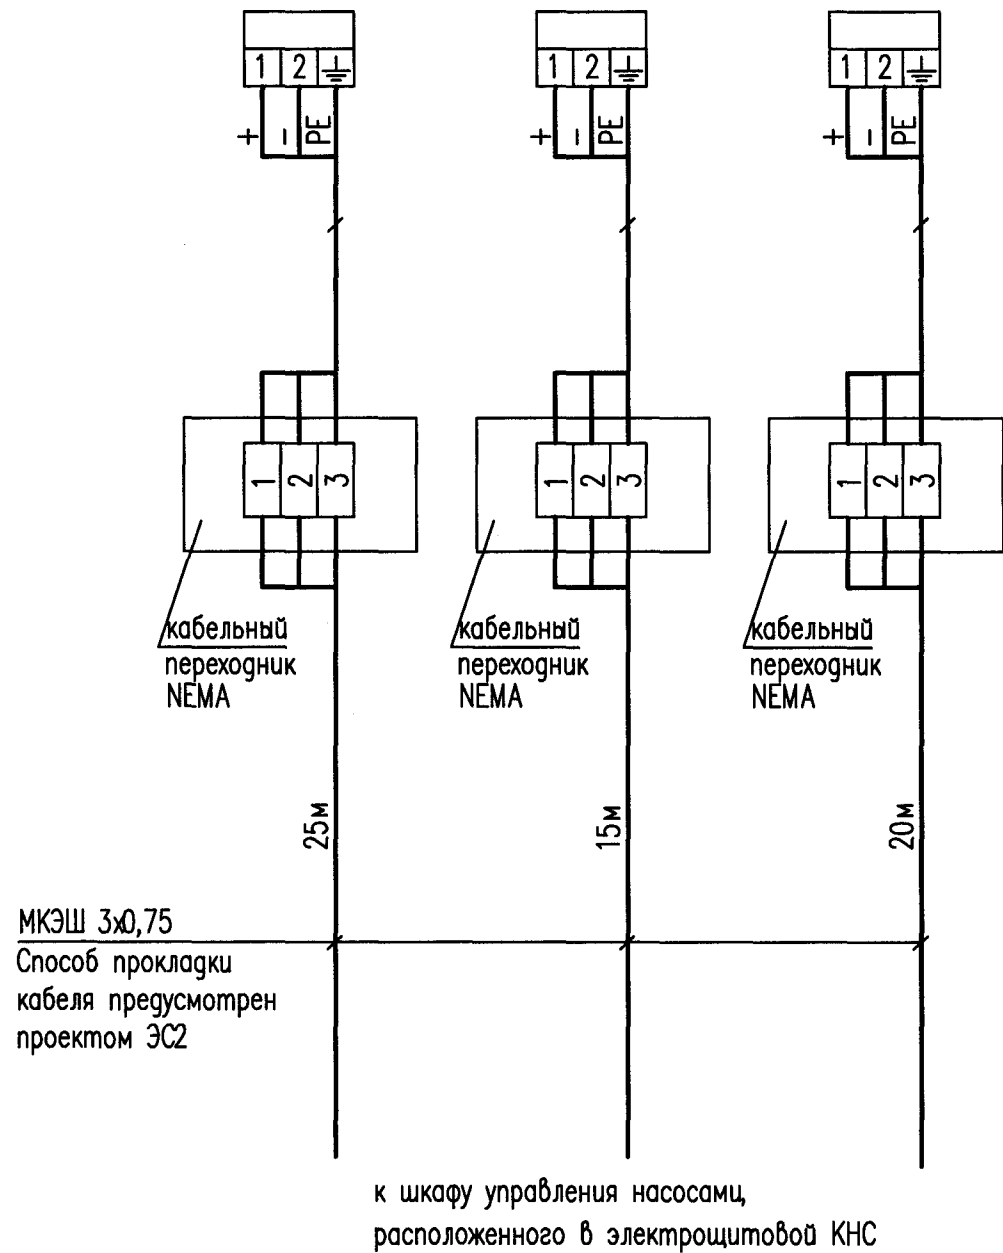 1 2
1 2
1 2
+ – PE
+ – PE
+ – PE
1 2 3
1 2 3
1 2 3
кабельный
переходник
NEMA
кабельный
переходник
NEMA
кабельный
переходник
NEMA
25м
15м
20м
МКЭШ 3х0,75
Способ прокладки
кабеля предусмотрен
проектом ЭС2
к шкафу управления насосами,
расположенного в электрощитовой КНС